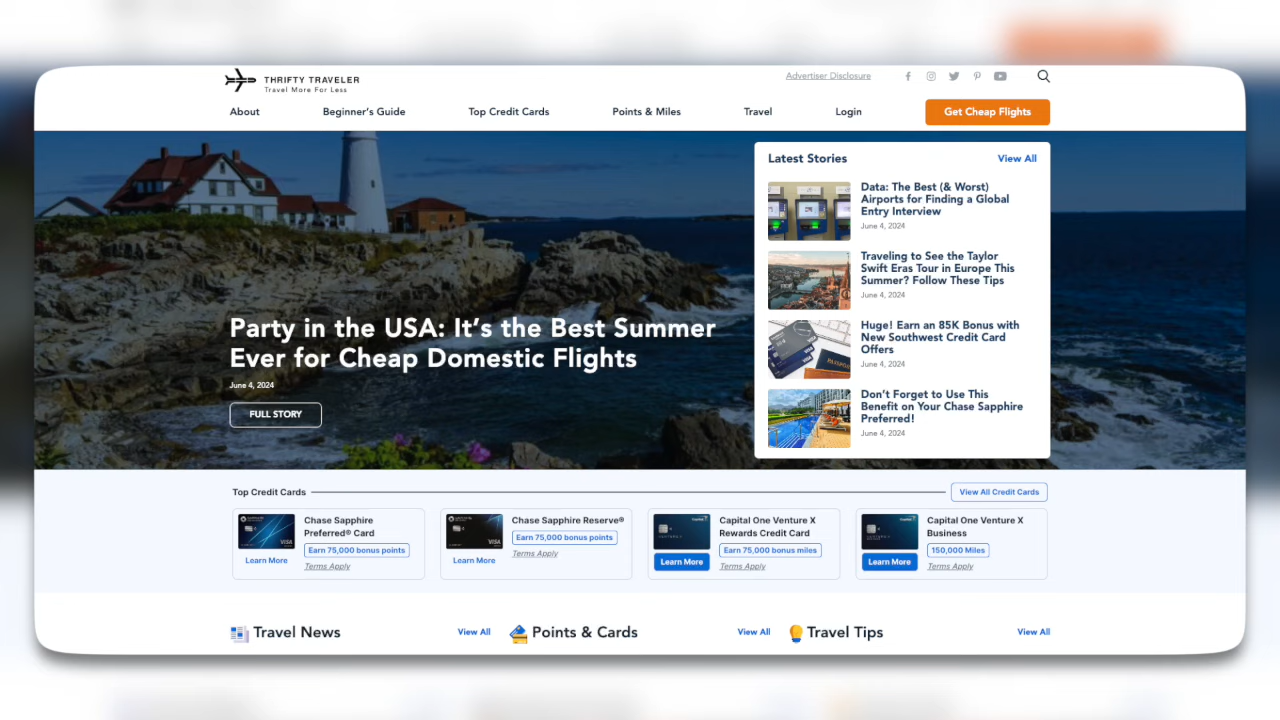 THRIFTY TRAVELER
Travel More For Less
Advertiser Disclosure
About
Beginner's Guide
Top Credit Cards
Points & Miles
Travel
Login
Get Cheap Flights
Party in the USA: It's the Best Summer
Ever for Cheap Domestic Flights
June 4, 2024
FULL STORY
Latest Stories
View All
Data: The Best (& Worst)
Airports for Finding a Global
Entry Interview
June 4, 2024
Traveling to See the Taylor
Swift Eras Tour in Europe This
Summer? Follow These Tips
June 4, 2024
Huge! Earn an 85K Bonus with
New Southwest Credit Card
Offers
June 4, 2024
Don't Forget to Use This
Benefit on Your Chase Sapphire
Preferred!
June 4, 2024
Top Credit Cards
View All Credit Cards
VISA
Learn More
Chase Sapphire
Preferred® Card
Earn 75,000 bonus points
Terms Apply
VISA
Learn More
Chase Sapphire Reserve®
Earn 75,000 bonus points
Terms Apply
Learn More
Capital One Venture X
Rewards Credit Card
Earn 75,000 bonus miles
Terms Apply
Learn More
Capital One Venture X
Business
150,000 Miles
Terms Apply
Travel News
View All
Points & Cards
View All
Travel Tips
View All